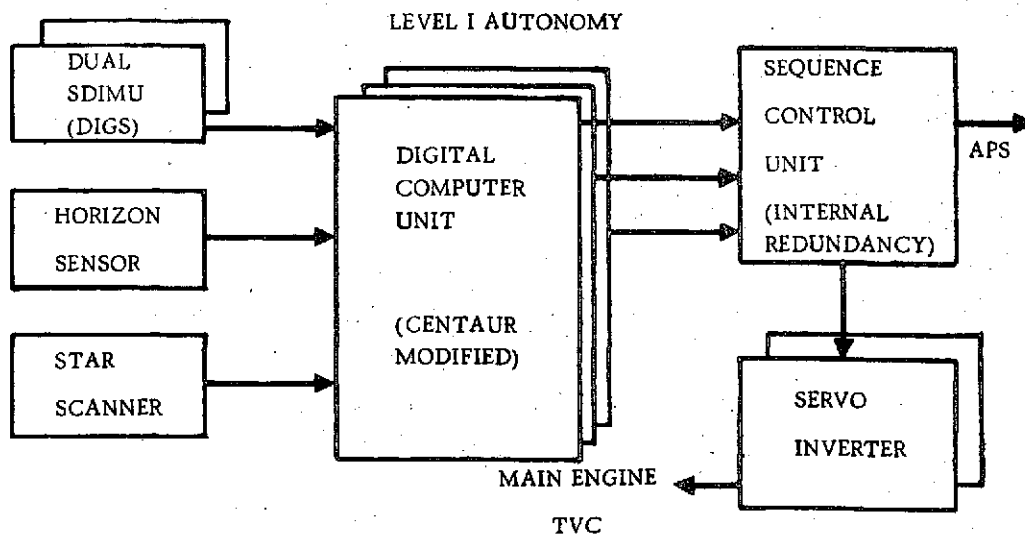 LEVEL I AUTONOMY
DUAL
SDIMU
(DIGS)
HORIZON
SENSOR
STAR
SCANNER
DIGITAL
COMPUTER
UNIT
(CENTAUR
MODIFIED)
SEQUENCE
CONTROL
UNIT
(INTERNAL
REDUNDANCY)
APS
SERVO
INVERTER
MAIN ENGINE
TVC